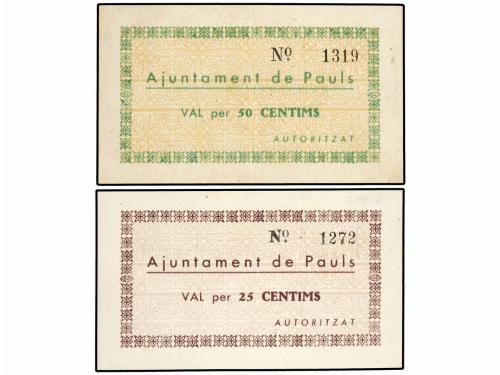 Nº 1319
Ajuntament de Pauls
VAL per 50 CENTIMS
AUTORITZAT
Nº 1272
Ajuntament de Pauls
VAL per 25 CENTIMS
AUTORITZAT